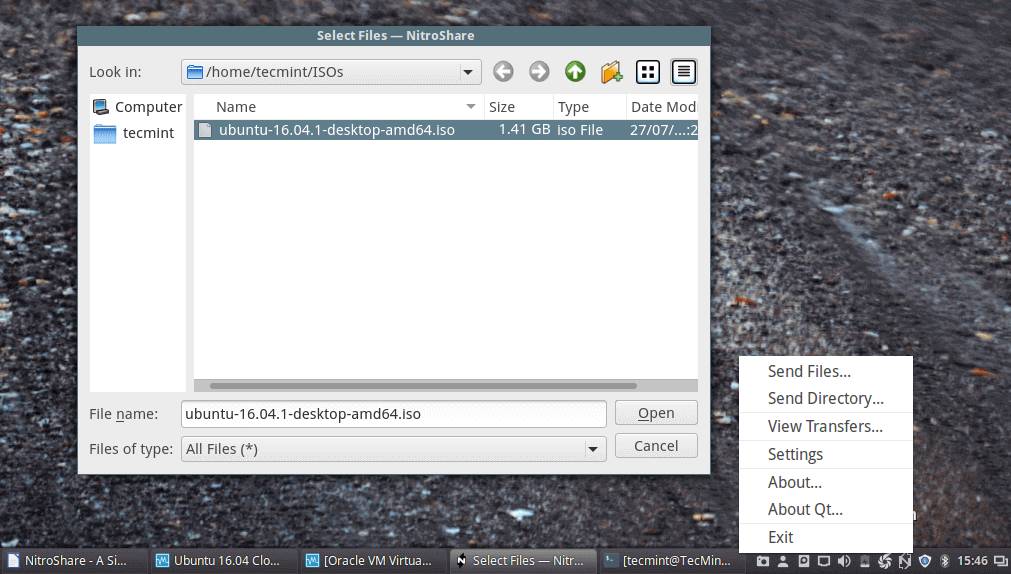 Select Files — NitroShare
Look in: /home/tecmint/ISOs
Computer
tecmint
Name Size Type Date Mod
ubuntu-16.04.1-desktop-amd64.iso 1.41 GB iso File 27/07/...:2
File name: ubuntu-16.04.1-desktop-amd64.iso Open
Files of type: All Files (*) Cancel
Send Files...
Send Directory...
View Transfers...
Settings
About...
About Qt...
Exit
NitroShare - A Si... Ubuntu 16.04 Clo... [Oracle VM Virtua... Select Files — Nitr... [tecmint@TecMin... 15:46